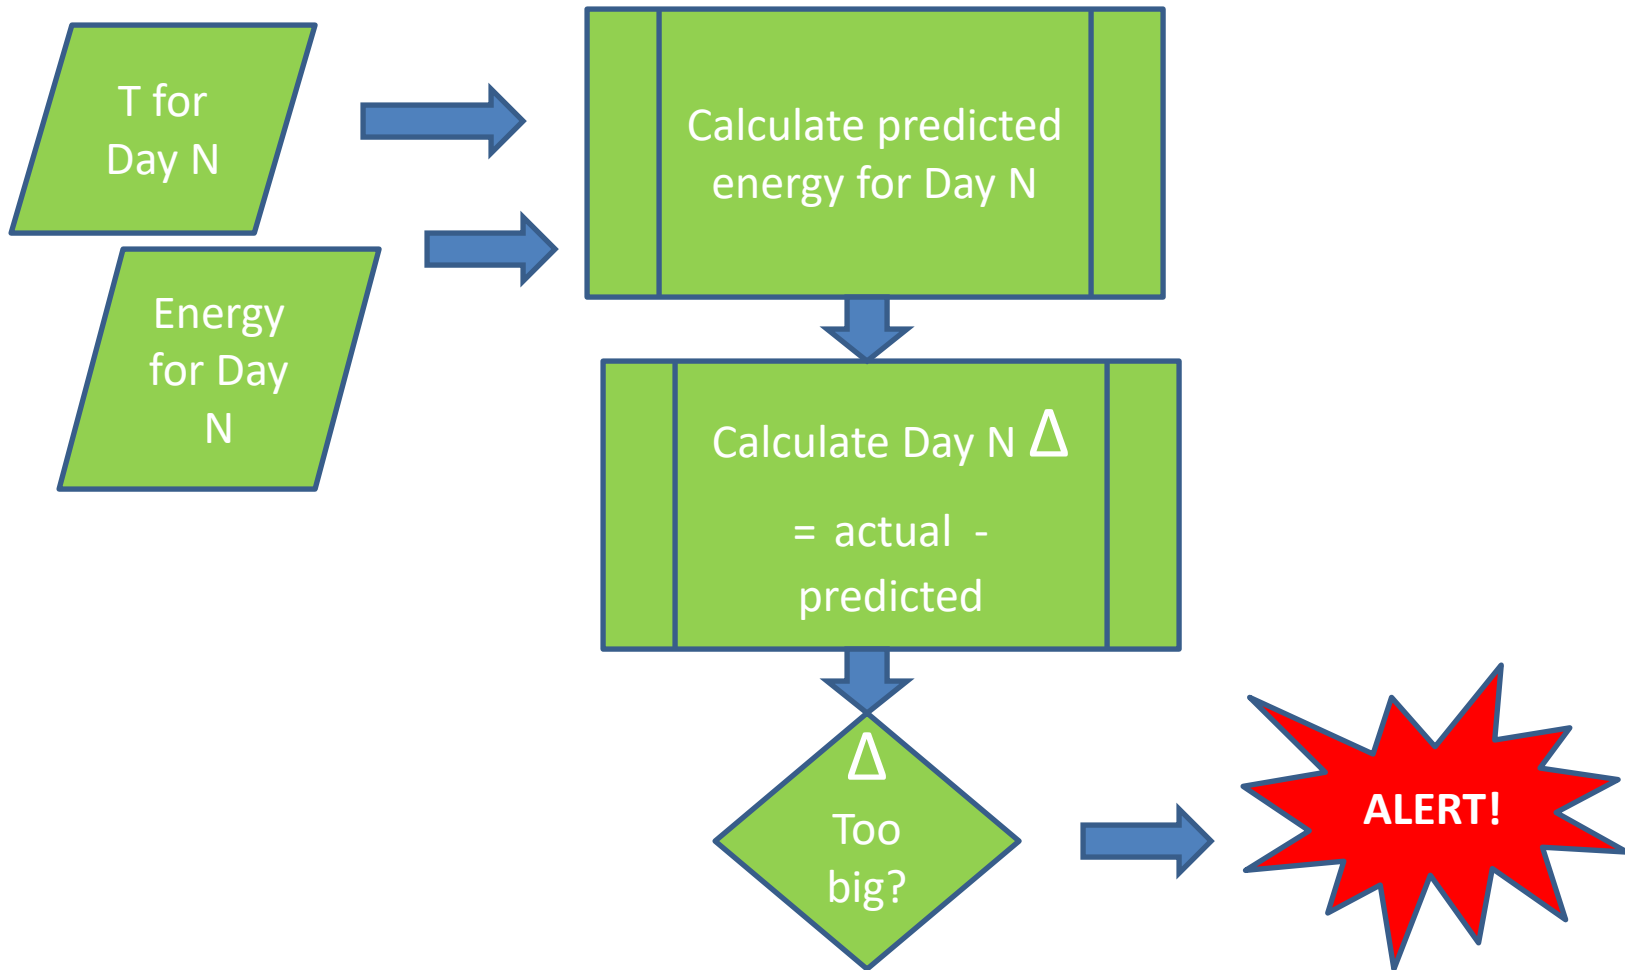 T for
Day N
Calculate predicted
energy for Day N
Energy
for Day
N
Calculate Day N Δ
= actual -
predicted
Δ
Too
big?
ALERT!